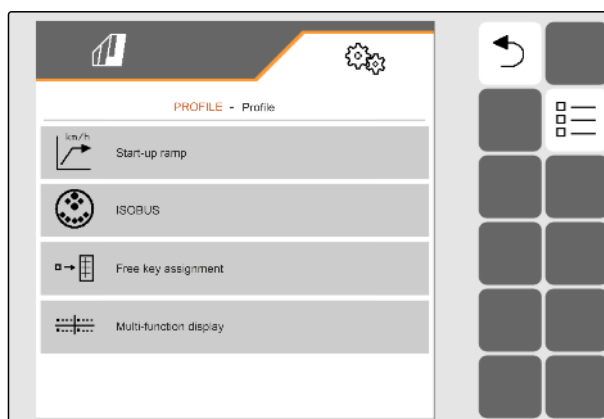 PROFILE - Profile
km/h
Start-up ramp
ISOBUS
Free key assignment
Multi-function display